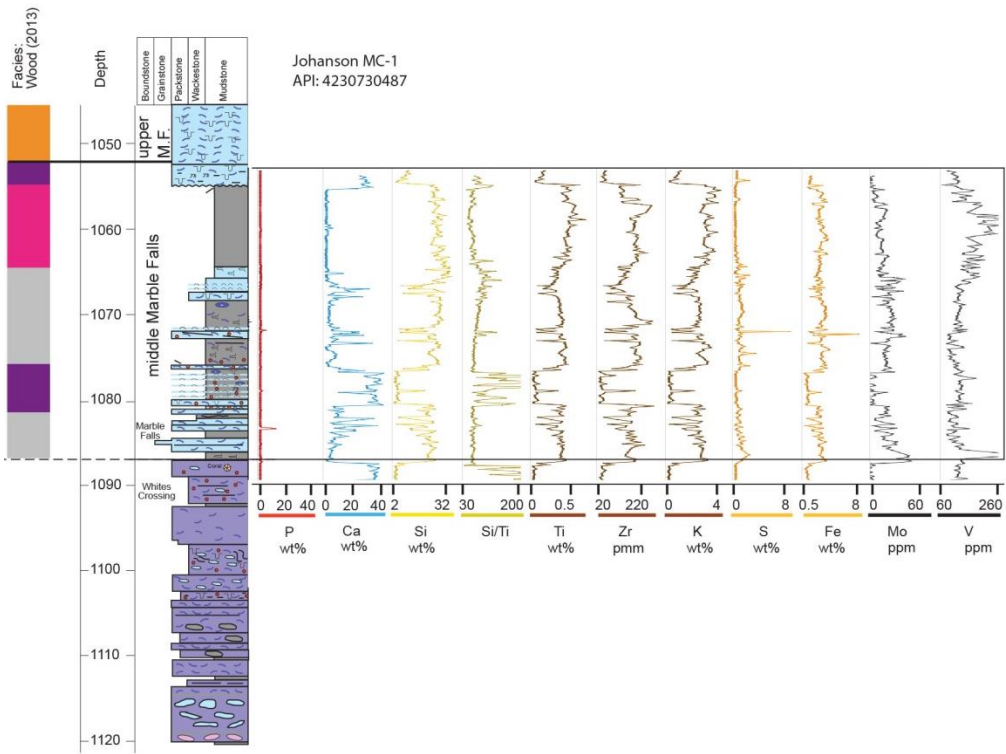 Facies:
Wood (2013)
Depth
Boundstone
Grainstone
Packstone
Wackestone
Mudstone
Johanson MC-1
API: 4230730487
upper
M.F.
middle Marble Falls
Marble
Falls
Whites
Crossing
Coral
1050
1060
1070
1080
1090
1100
1110
1120
0 20 40
0 20 40
2 32
30 200
0 0.5
20 220
0 4
0 8
0.5 8
0 60
60 260
P Ca Si Si/Ti Ti Zr K S Fe Mo V
wt% wt% wt% wt% pmm wt% wt% wt% ppm ppm